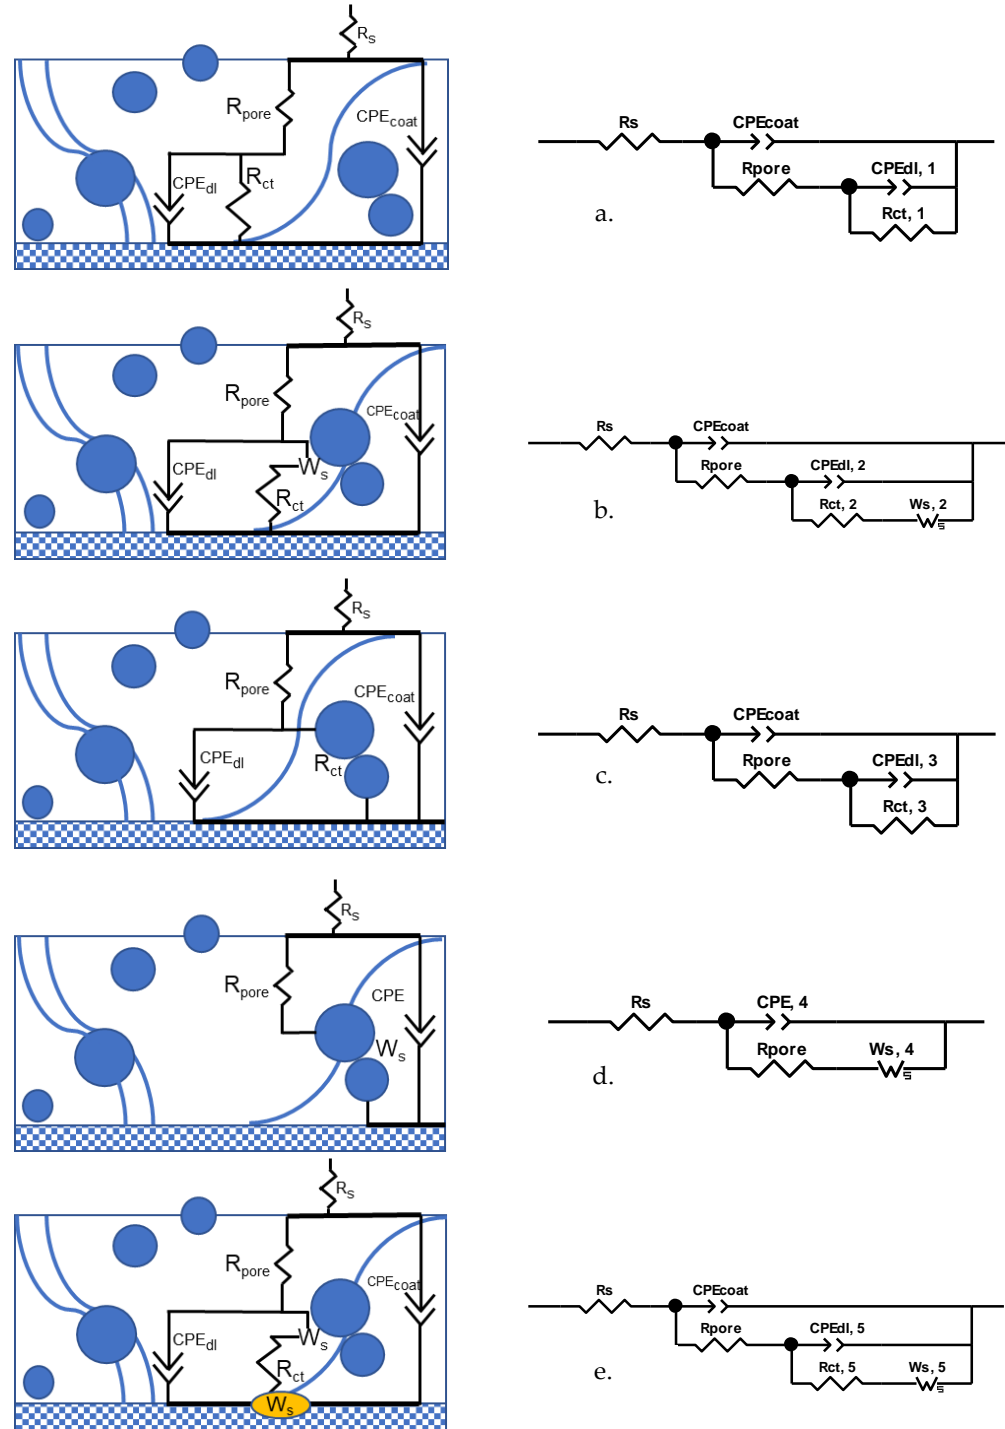 Rs
Rpore
CPEcoat
CPEdl
Rct
Rs
CPEcoat
Rpore
CPEdl, 1
Rct, 1
a.
Rs
Rpore
CPEcoat
CPEdl
Ws
Rct
Rs
CPEcoat
Rpore
CPEdl, 2
Rct, 2
Ws, 2
b.
Rs
Rpore
CPEcoat
CPEdl
Rct
Rs
CPEcoat
Rpore
CPEdl, 3
Rct, 3
c.
Rs
Rpore
CPE
Ws
Rs
CPE, 4
Rpore
Ws, 4
d.
Rs
Rpore
CPEcoat
CPEdl
Ws
Rct
Ws
Rs
CPEcoat
Rpore
CPEdl, 5
Rct, 5
Ws, 5
e.